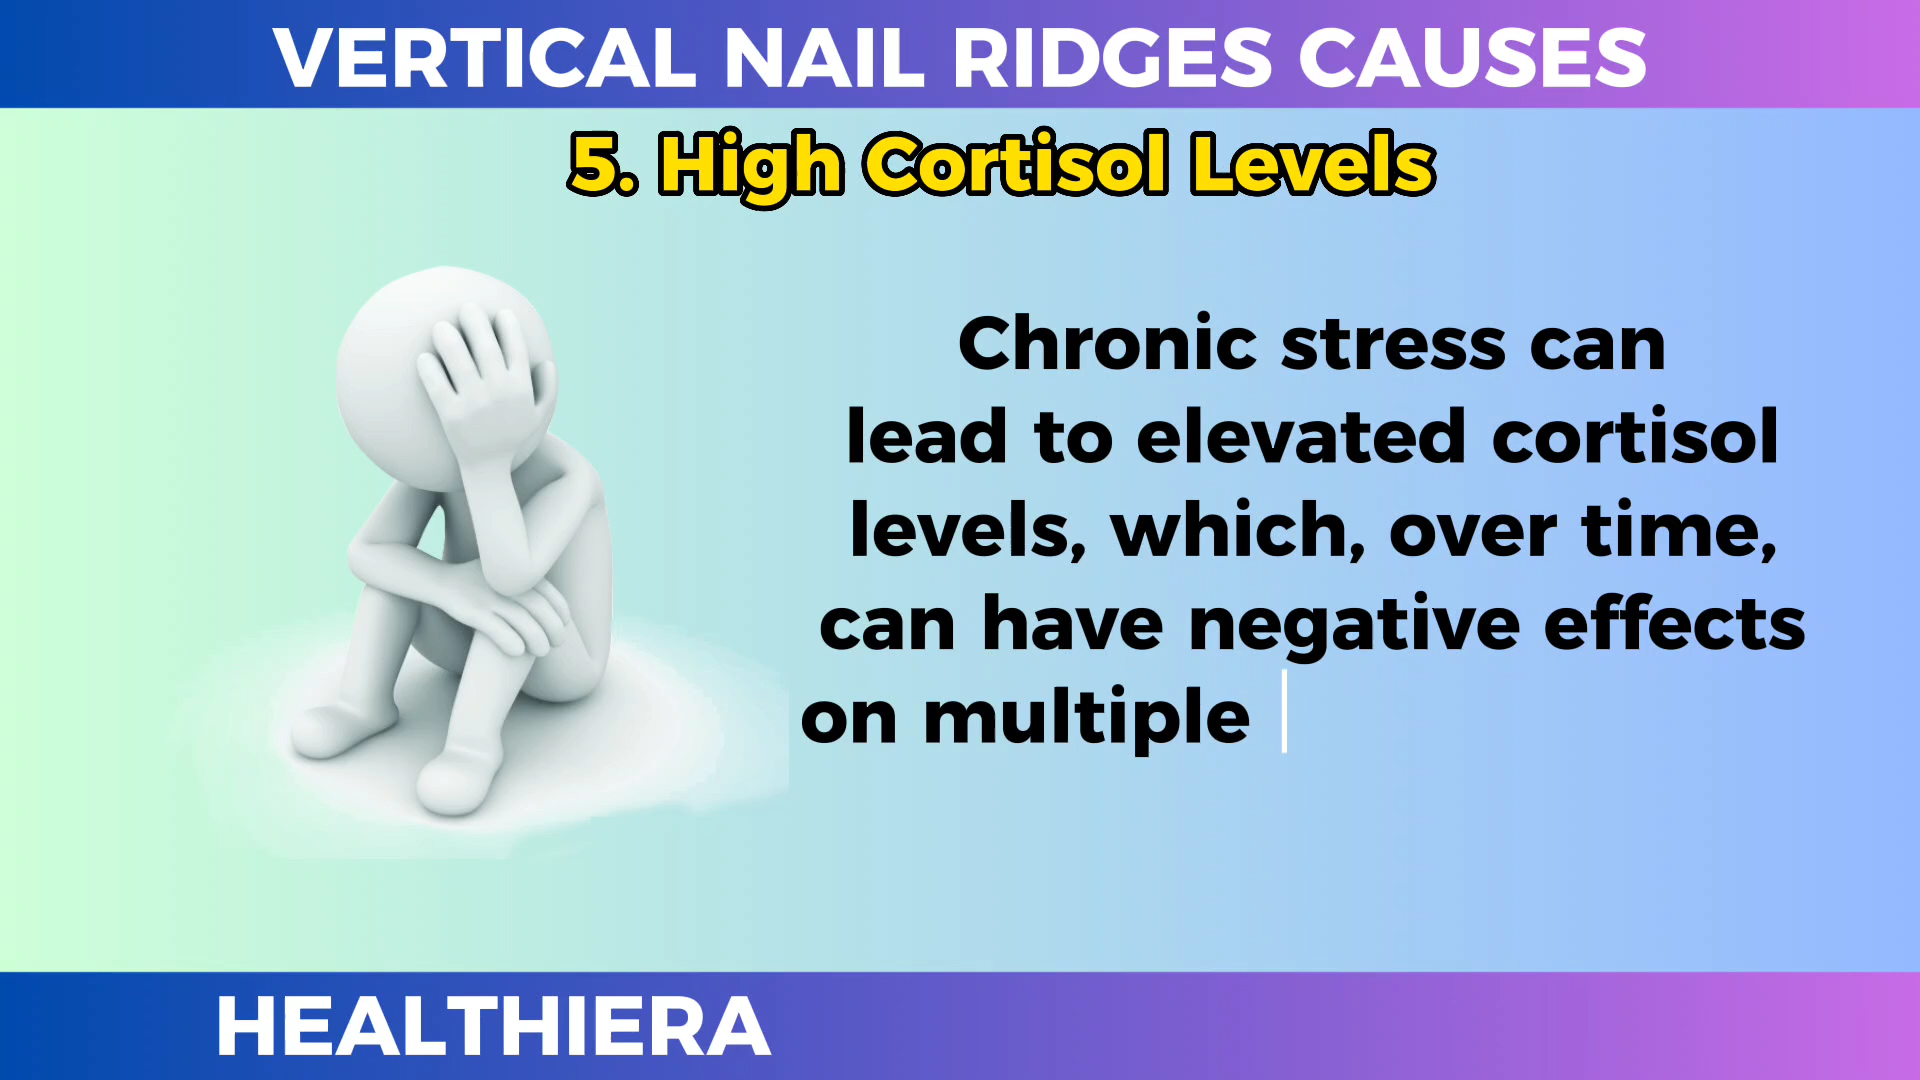 VERTICAL NAIL RIDGES CAUSES
5. High Cortisol Levels
Chronic stress can
lead to elevated cortisol
levels, which, over time,
can have negative effects
on multiple
HEALTHIERA